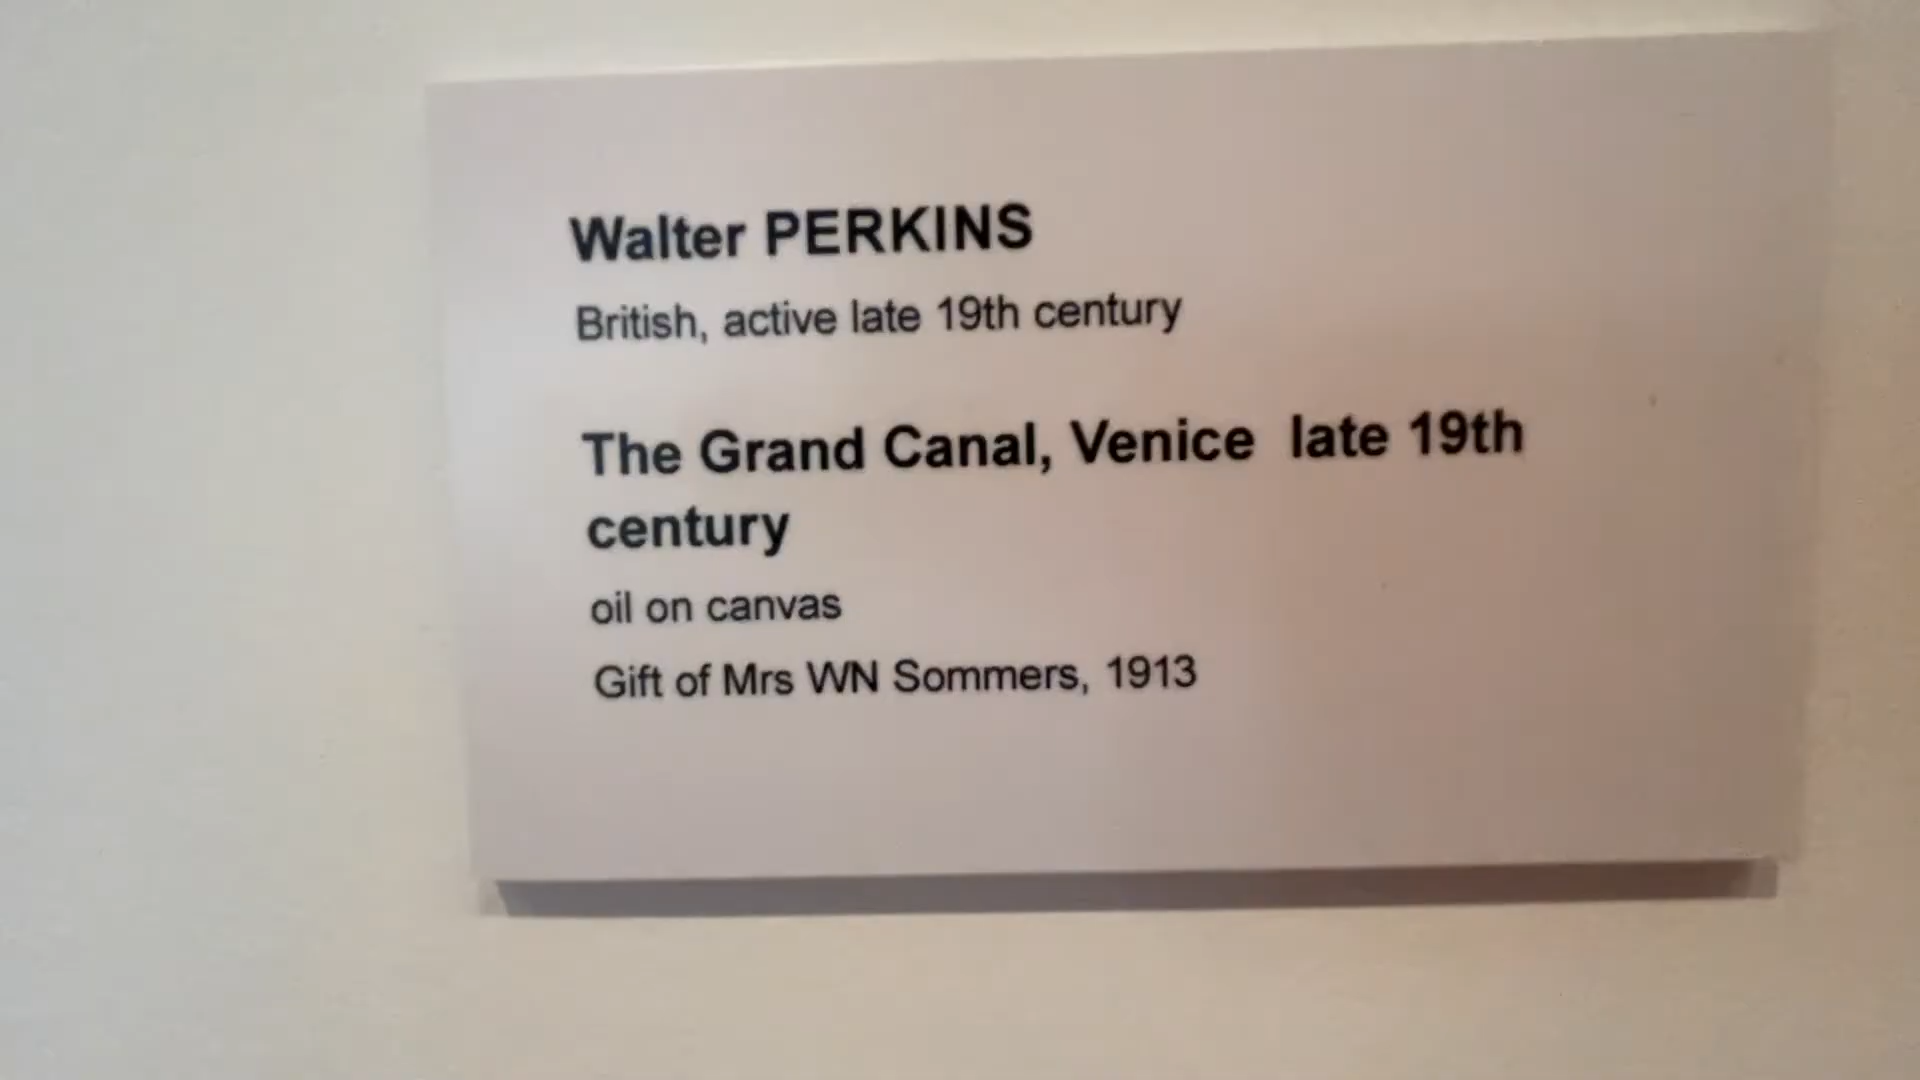 Walter PERKINS
British, active late 19th century
The Grand Canal, Venice  late 19th
century
oil on canvas
Gift of Mrs WN Sommers, 1913